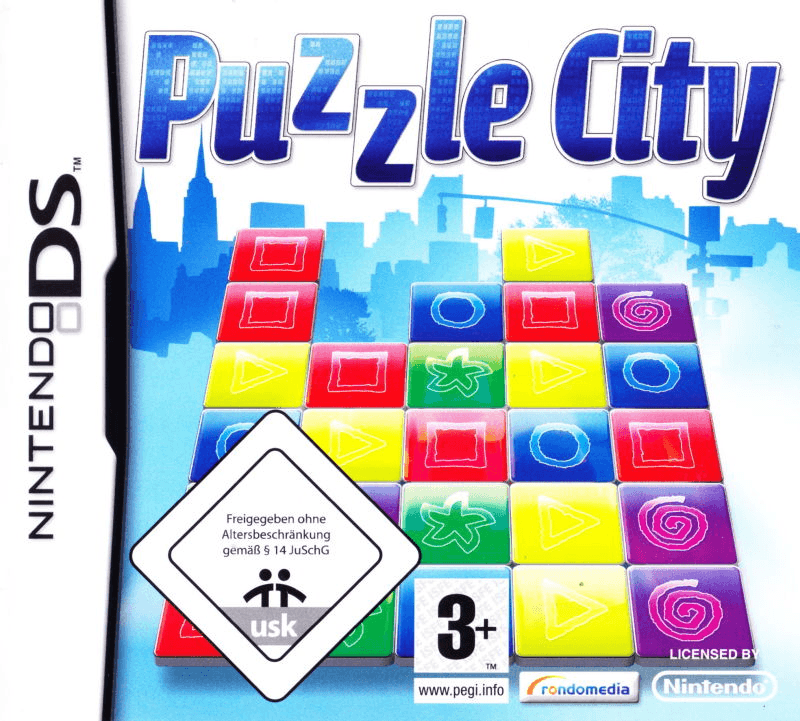 Puzzle City
NINTENDO DS™
Freigegeben ohne
Altersbeschränkung
gemäß § 14 JuSchG
usk
3+
™
www.pegi.info
rondomedia
LICENSED BY
Nintendo®